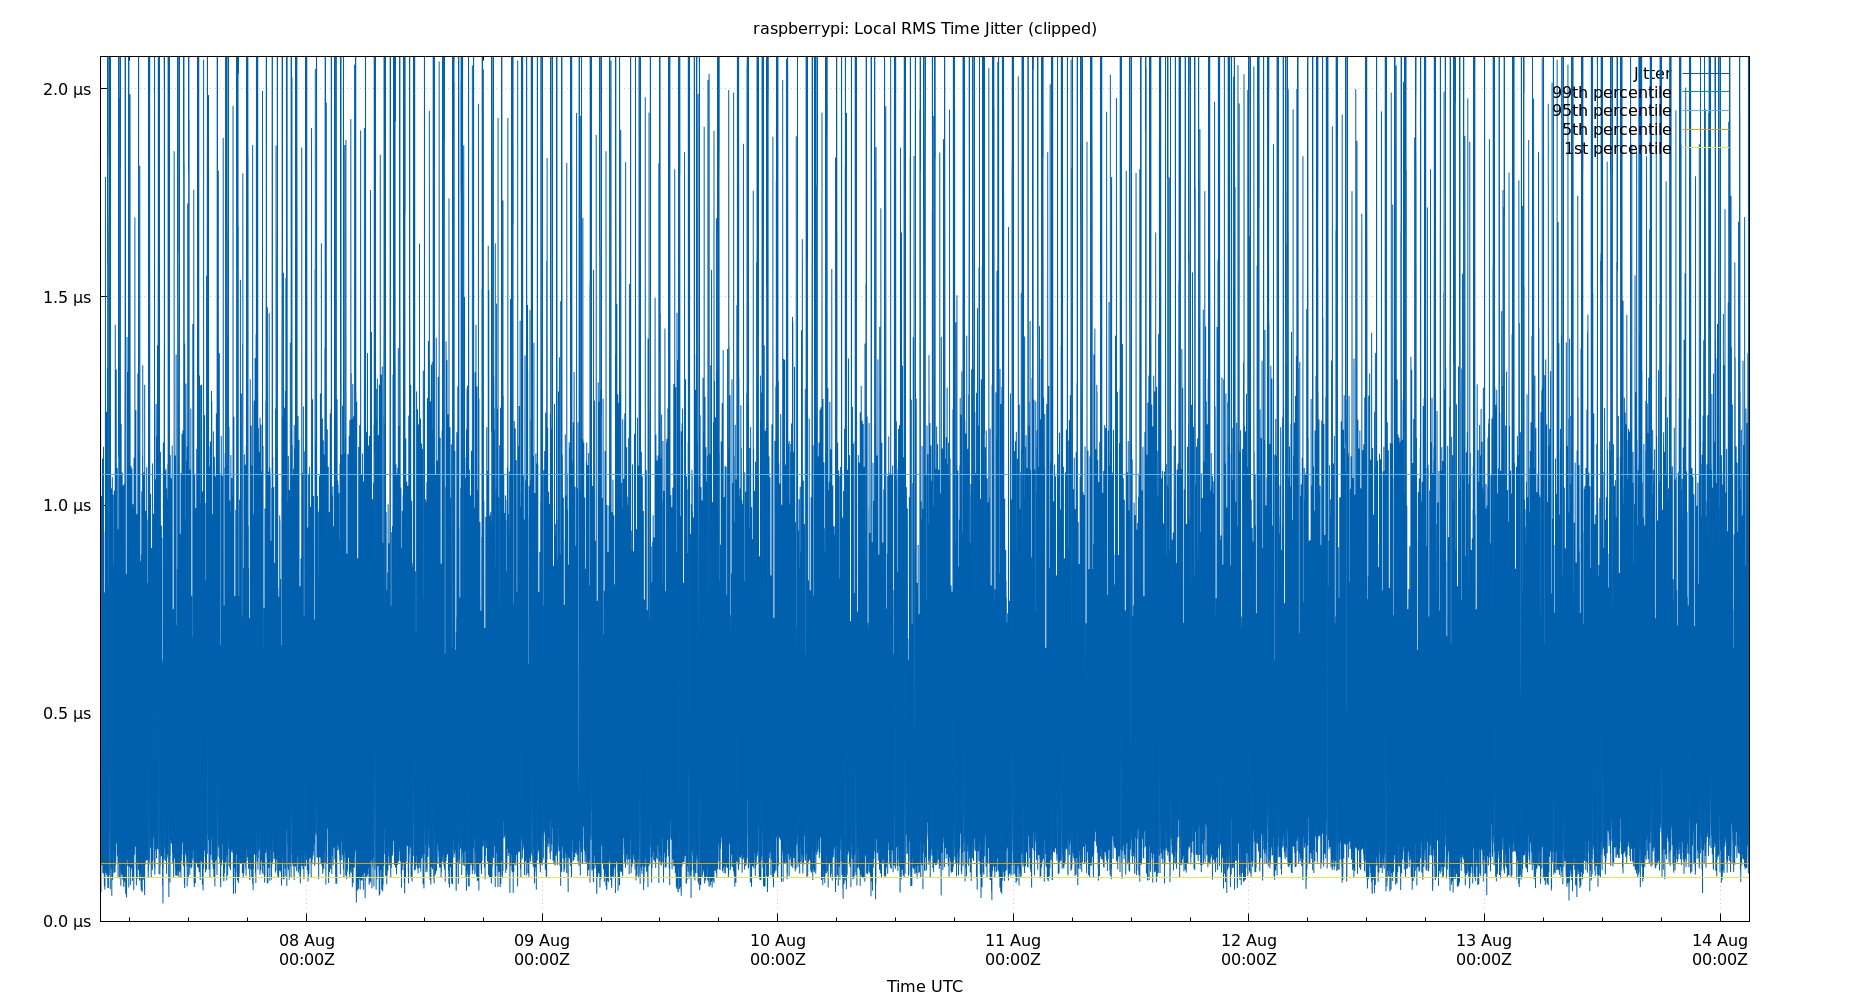 raspberrypi: Local RMS Time Jitter (clipped)
2.0 µs
1.5 µs
1.0 µs
0.5 µs
0.0 µs
Jitter
99th percentile
95th percentile
5th percentile
1st percentile
08 Aug 09 Aug 10 Aug 11 Aug 12 Aug 13 Aug 14 Aug
00:00Z 00:00Z 00:00Z 00:00Z 00:00Z 00:00Z 00:00Z
Time UTC